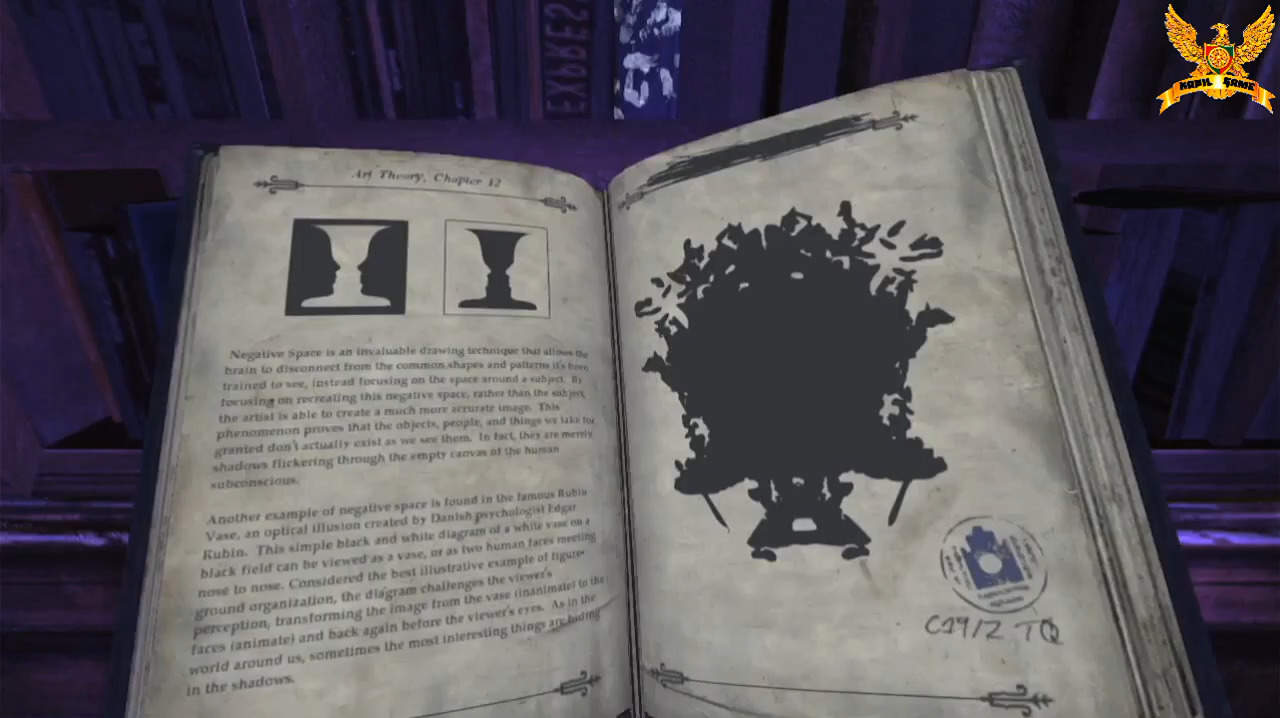 EXPRES
KABIL GAME
Art Theory, Chapter 12
Negative Space is an invaluable drawing technique that allows the
brain to disconnect from the common shapes and patterns it's been
trained to see, instead focusing on the space around a subject. By
focusing on recreating this negative space, rather than the subject,
the artist is able to create a much more accurate image. This
phenomenon proves that the objects, people, and things we take for
granted don't actually exist as we see them. In fact, they are merely
shadows flickering through the empty canvas of the human
subconscious.
Another example of negative space is found in the famous Rubin
Vase, an optical illusion created by Danish psychologist Edgar
Rubin. This simple black and white diagram of a white vase on a
black field can be viewed as a vase, or as two human faces meeting
nose to nose. Considered the best illustrative example of figure-
ground organization, the diagram challenges the viewer's
perception, transforming the image from the vase (inanimate) to the
faces (animate) and back again before the viewer's eyes. As in the
world around us, sometimes the most interesting things are hiding
in the shadows.